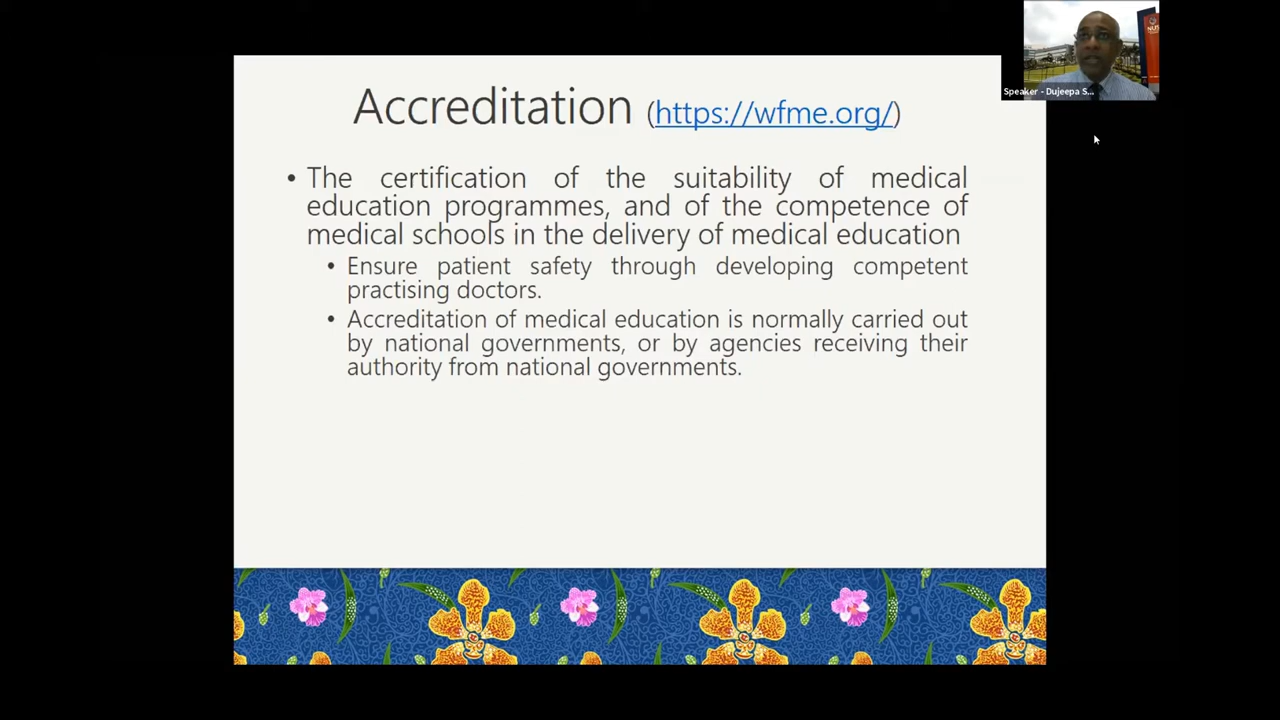 Accreditation (https://wfme.org/)
• The certification of the suitability of medical
education programmes, and of the competence of
medical schools in the delivery of medical education
• Ensure patient safety through developing competent
practising doctors.
• Accreditation of medical education is normally carried out
by national governments, or by agencies receiving their
authority from national governments.
NUS
Speaker - Dujeepa S...